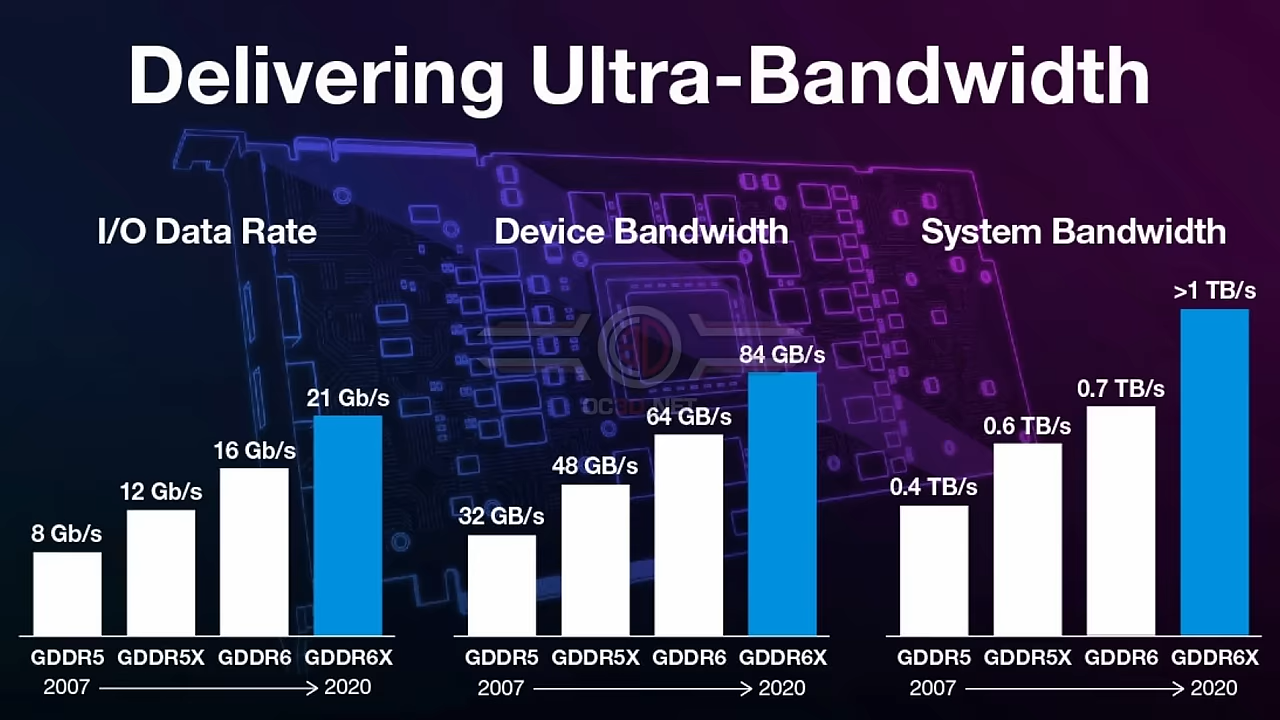 Delivering Ultra-Bandwidth
I/O Data Rate
8 Gb/s
12 Gb/s
16 Gb/s
21 Gb/s
GDDR5 GDDR5X GDDR6 GDDR6X
2007 2020
Device Bandwidth
32 GB/s
48 GB/s
64 GB/s
84 GB/s
GDDR5 GDDR5X GDDR6 GDDR6X
2007 2020
System Bandwidth
0.4 TB/s
0.6 TB/s
0.7 TB/s
>1 TB/s
GDDR5 GDDR5X GDDR6 GDDR6X
2007 2020
OC3D.NET